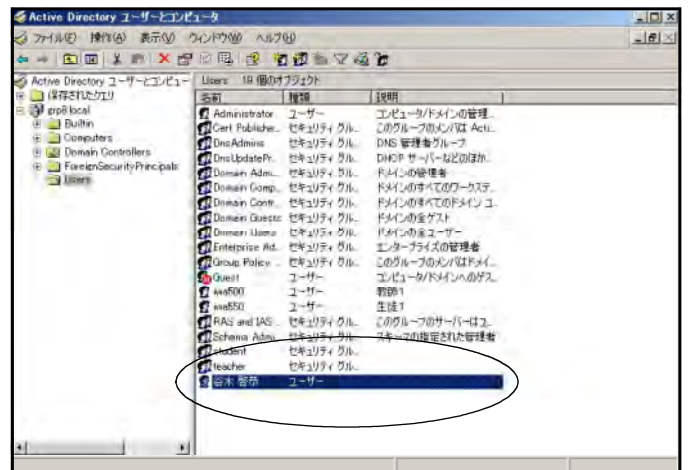 Active Directory ユーザーとコンピュータ
ファイル(F) 操作(A) 表示(V) ウィンドウ(W) ヘルプ(H)
Active Directory ユーザーとコンピュー
Users 19 個のオブジェクト
保存されたクエリ
grp8.local
Builtin
Computers
Domain Controllers
ForeignSecurityPrincipals
Users
名前 種類 説明
Administrator ユーザー コンピュータ/ドメインの管理...
Cert Publishe... セキュリティ グル... このグループのメンバは Acti...
DnsAdmins セキュリティ グル... DNS 管理者グループ
DnsUpdatePr... セキュリティ グル... DHCP サーバーなどのほか...
Domain Adm... セキュリティ グル... ドメインの管理者
Domain Comp... セキュリティ グル... ドメインのすべてのワークステ...
Domain Contr... セキュリティ グル... ドメインのすべてのドメイン コ...
Domain Guests セキュリティ グル... ドメインの全ゲスト
Domain Users セキュリティ グル... ドメインの全ユーザー
Enterprise Ad... セキュリティ グル... エンタープライズの管理者
Group Policy ... セキュリティ グル... このグループのメンバはドメイ...
Guest ユーザー コンピュータ/ドメインへのゲス...
ユーザー 教師1
ユーザー 生徒1
RAS and IAS ... セキュリティ グル... このグループのサーバーはユ...
Schema Admi... セキュリティ グル... スキーマの指定された管理者
student セキュリティ グル...
teacher セキュリティ グル...
谷木 啓恭 ユーザー